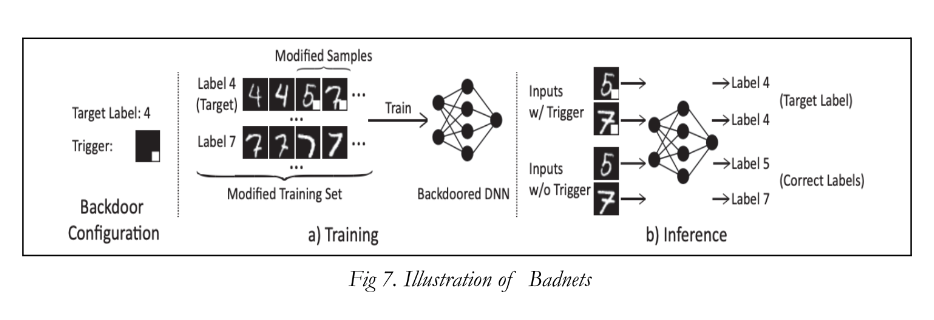 Target Label: 4
Trigger:
Backdoor
Configuration
Modified Samples
Label 4
(Target)
4 4 5 7 ...
...
Label 7
7 7 7 7 ...
...
Modified Training Set
Train
Backdoored DNN
a) Training
Inputs
w/ Trigger
5
7
Inputs
w/o Trigger
5
7
Label 4
Label 4
(Target Label)
Label 5
Label 7
(Correct Labels)
b) Inference
Fig 7. Illustration of Badnets